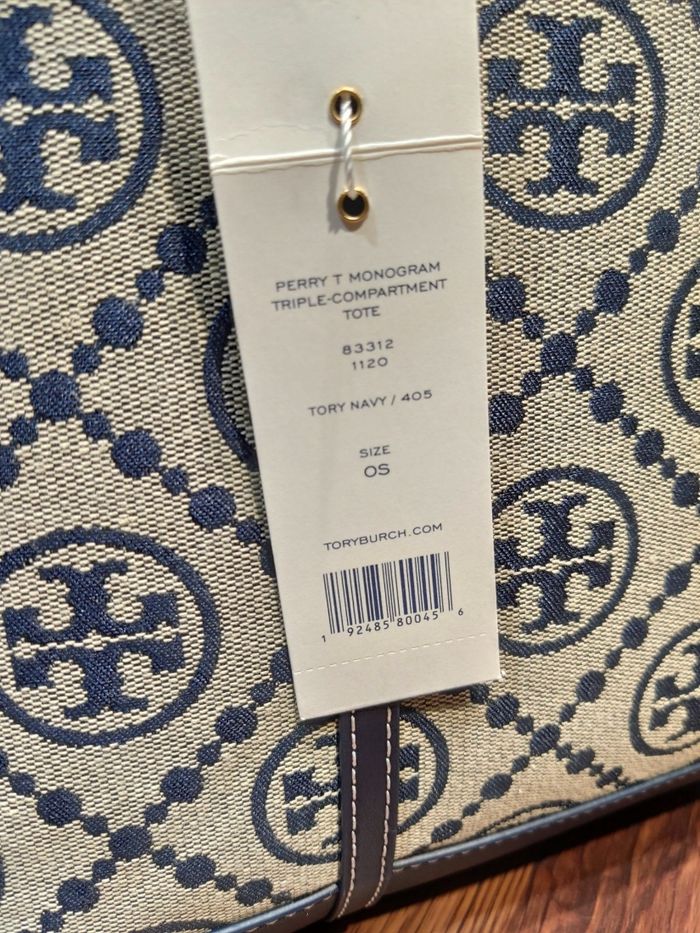 PERRY T MONOGRAM
TRIPLE-COMPARTMENT
TOTE
83312
1120
TORY NAVY / 405
SIZE
OS
TORYBURCH.COM
1 92485 80045 6